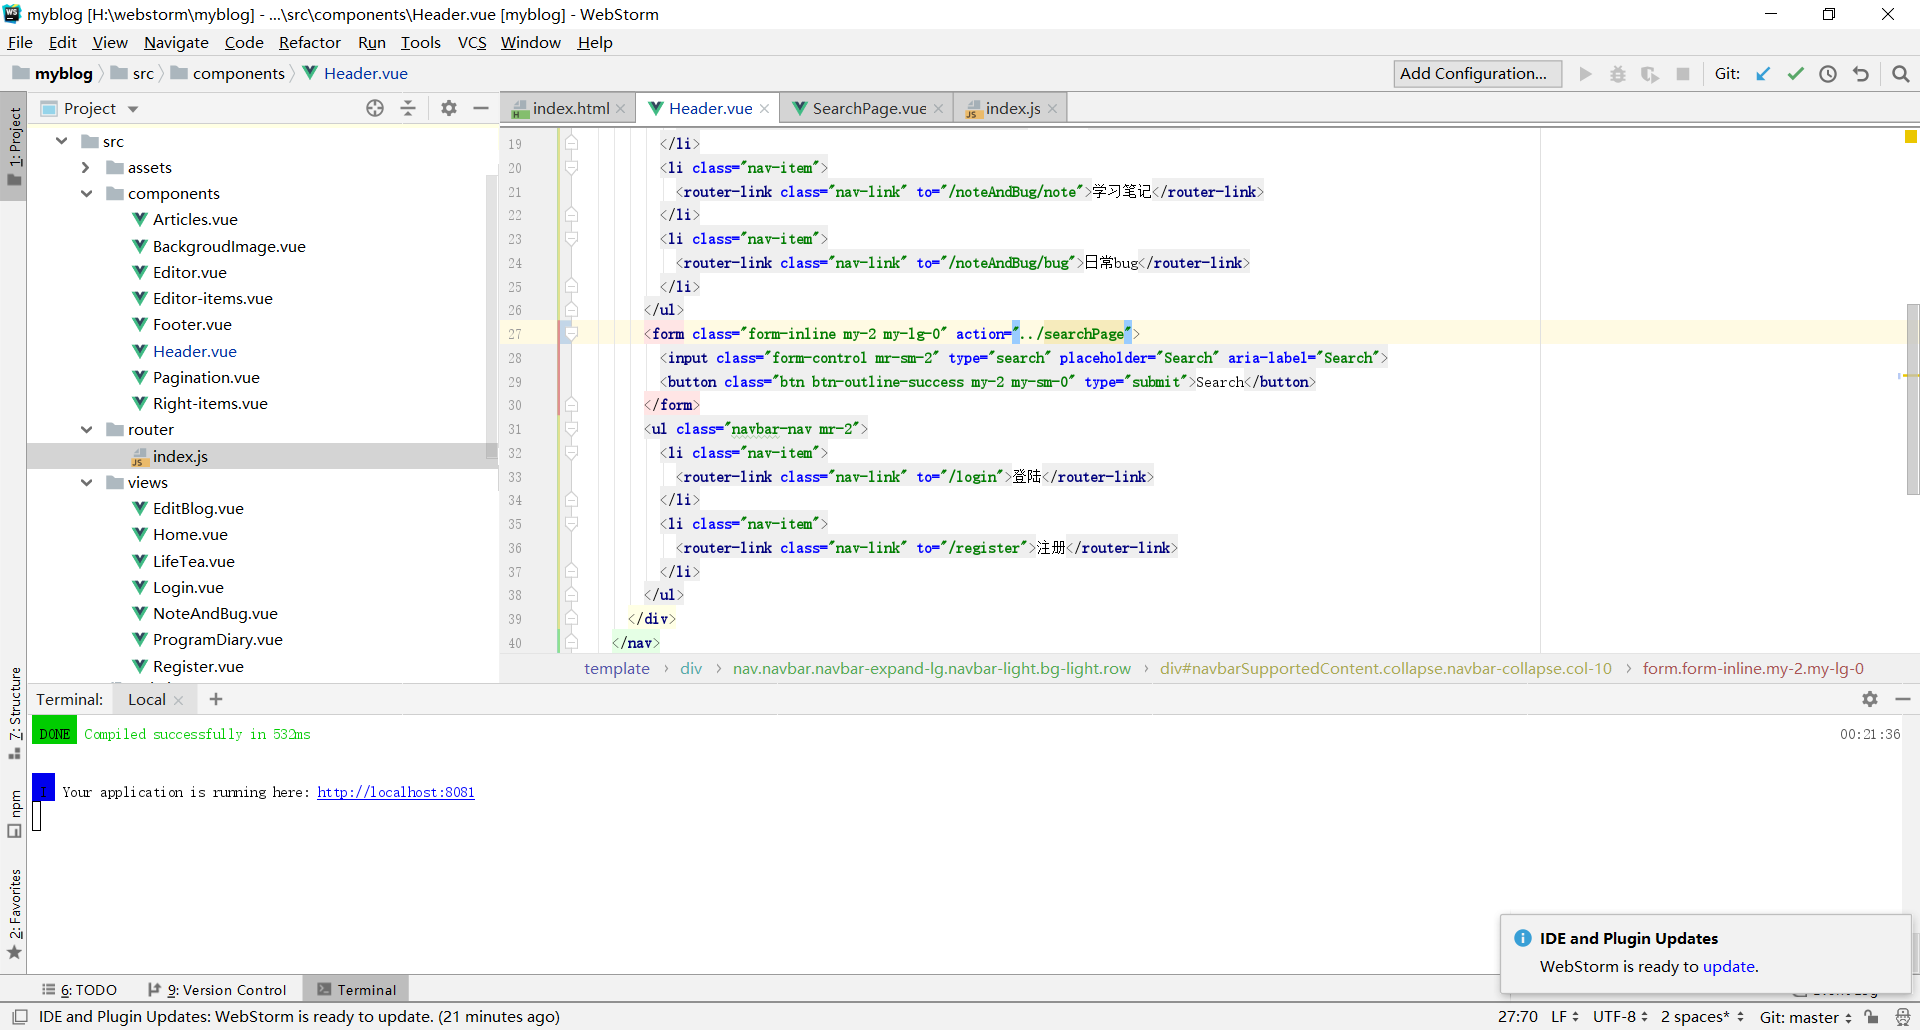 myblog [H:\webstorm\myblog] - ...\src\components\Header.vue [myblog] - WebStorm
File Edit View Navigate Code Refactor Run Tools VCS Window Help
myblog src components Header.vue Add Configuration... Git:
1: Project
Project
index.html Header.vue SearchPage.vue index.js
src
assets
components
Articles.vue
BackgroudImage.vue
Editor.vue
Editor-items.vue
Footer.vue
Header.vue
Pagination.vue
Right-items.vue
router
index.js
views
EditBlog.vue
Home.vue
LifeTea.vue
Login.vue
NoteAndBug.vue
ProgramDiary.vue
Register.vue
19 </li>
20 <li class="nav-item">
21 <router-link class="nav-link" to="/noteAndBug/note">学习笔记</router-link>
22 </li>
23 <li class="nav-item">
24 <router-link class="nav-link" to="/noteAndBug/bug">日常bug</router-link>
25 </li>
26 </ul>
27 <form class="form-inline my-2 my-lg-0" action="../searchPage">
28 <input class="form-control mr-sm-2" type="search" placeholder="Search" aria-label="Search">
29 <button class="btn btn-outline-success my-2 my-sm-0" type="submit">Search</button>
30 </form>
31 <ul class="navbar-nav mr-2">
32 <li class="nav-item">
33 <router-link class="nav-link" to="/login">登陆</router-link>
34 </li>
35 <li class="nav-item">
36 <router-link class="nav-link" to="/register">注册</router-link>
37 </li>
38 </ul>
39 </div>
40 </nav>
template › div › nav.navbar.navbar-expand-lg.navbar-light.bg-light.row › div#navbarSupportedContent.collapse.navbar-collapse.col-10 › form.form-inline.my-2.my-lg-0
Z: Structure
npm
2: Favorites
Terminal: Local +
DONE Compiled successfully in 532ms 00:21:36
I Your application is running here: http://localhost:8081
IDE and Plugin Updates
WebStorm is ready to update.
6: TODO 9: Version Control Terminal
IDE and Plugin Updates: WebStorm is ready to update. (21 minutes ago) 27:70 LF UTF-8 2 spaces* Git: master